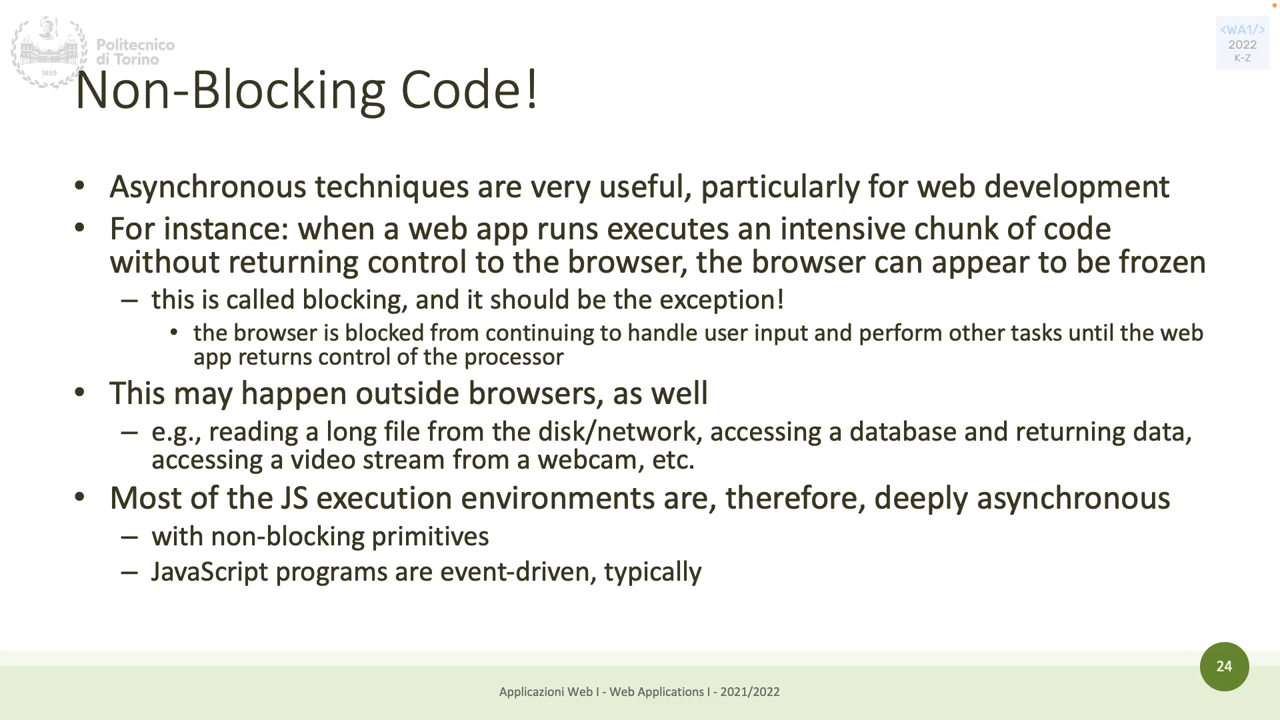 Politecnico
di Torino
1859
<WA1/>
2022
K-Z
Non-Blocking Code!
• Asynchronous techniques are very useful, particularly for web development
• For instance: when a web app runs executes an intensive chunk of code
without returning control to the browser, the browser can appear to be frozen
– this is called blocking, and it should be the exception!
• the browser is blocked from continuing to handle user input and perform other tasks until the web
app returns control of the processor
• This may happen outside browsers, as well
– e.g., reading a long file from the disk/network, accessing a database and returning data,
accessing a video stream from a webcam, etc.
• Most of the JS execution environments are, therefore, deeply asynchronous
– with non-blocking primitives
– JavaScript programs are event-driven, typically
24
Applicazioni Web I - Web Applications I - 2021/2022